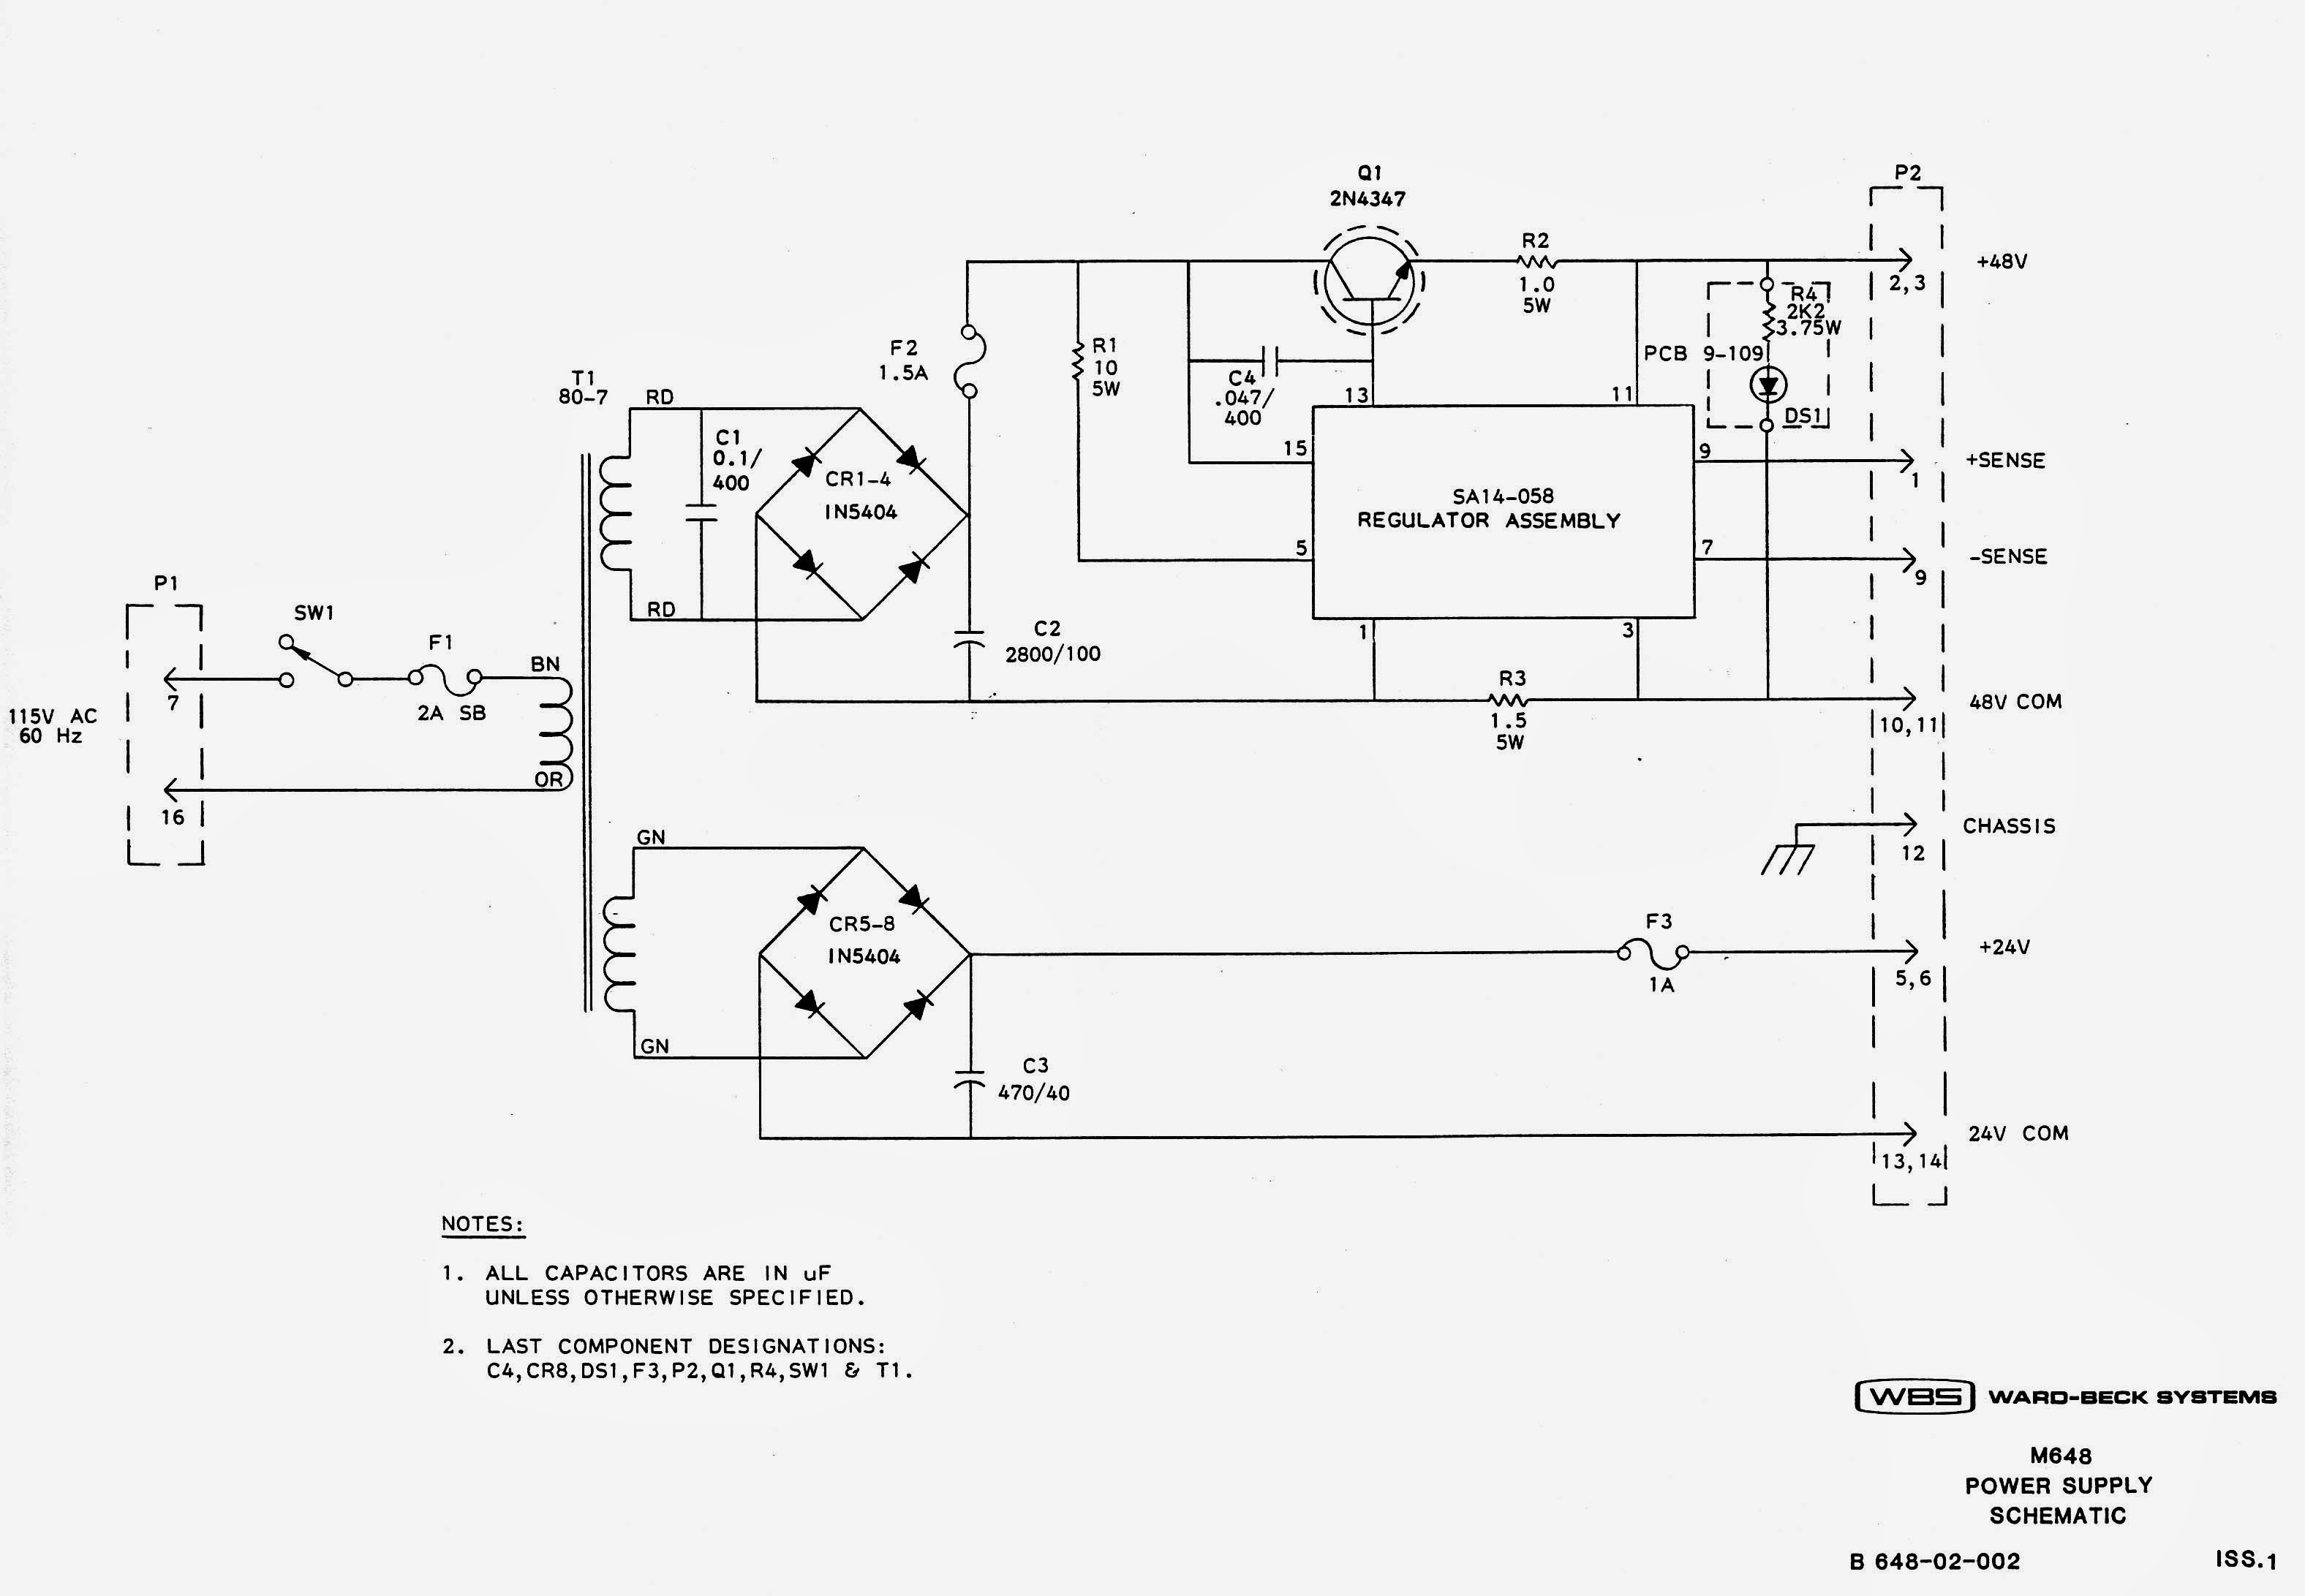 Q1
2N4347
P2
R2
1.0
5W
+48V
2,3
R4
2K2
3.75W
PCB 9-109
DS1
F2
1.5A
R1
10
5W
C4
.047/
400
13
11
T1
80-7
RD
C1
0.1/
400
CR1-4
IN5404
RD
15
5
SA14-058
REGULATOR ASSEMBLY
9
7
1
3
+SENSE
1
-SENSE
9
C2
2800/100
R3
1.5
5W
48V COM
10,11
P1
SW1
F1
2A SB
BN
OR
7
16
115V AC
60 Hz
CHASSIS
12
GN
CR5-8
IN5404
GN
F3
1A
+24V
5,6
C3
470/40
24V COM
13,14
NOTES:
1. ALL CAPACITORS ARE IN uF
UNLESS OTHERWISE SPECIFIED.
2. LAST COMPONENT DESIGNATIONS:
C4,CR8,DS1,F3,P2,Q1,R4,SW1 & T1.
WBS WARD-BECK SYSTEMS
M648
POWER SUPPLY
SCHEMATIC
B 648-02-002 ISS.1